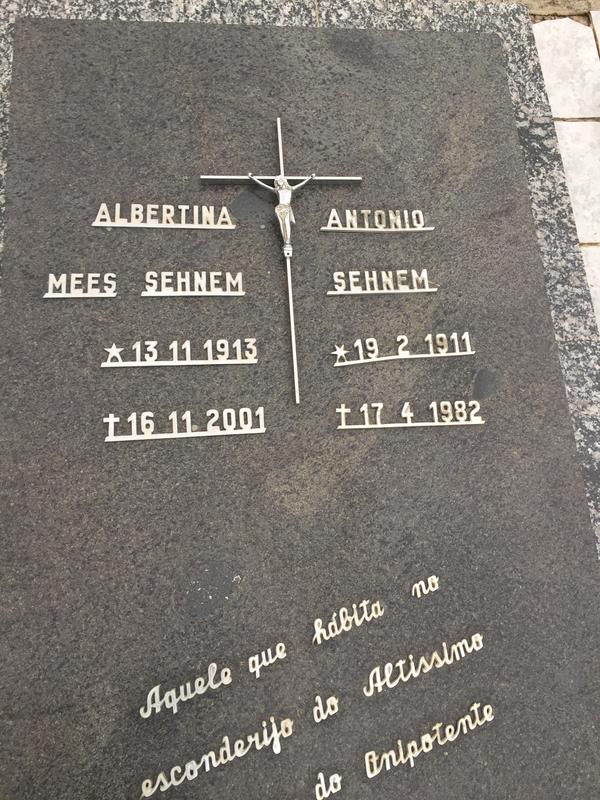 ALBERTINA
MEES SEHNEM
★ 13 11 1913
✝ 16 11 2001
ANTONIO
SEHNEM
★ 19 2 1911
✝ 17 4 1982
Aquele que hábita no
esconderijo do Altissimo
do Onipotente